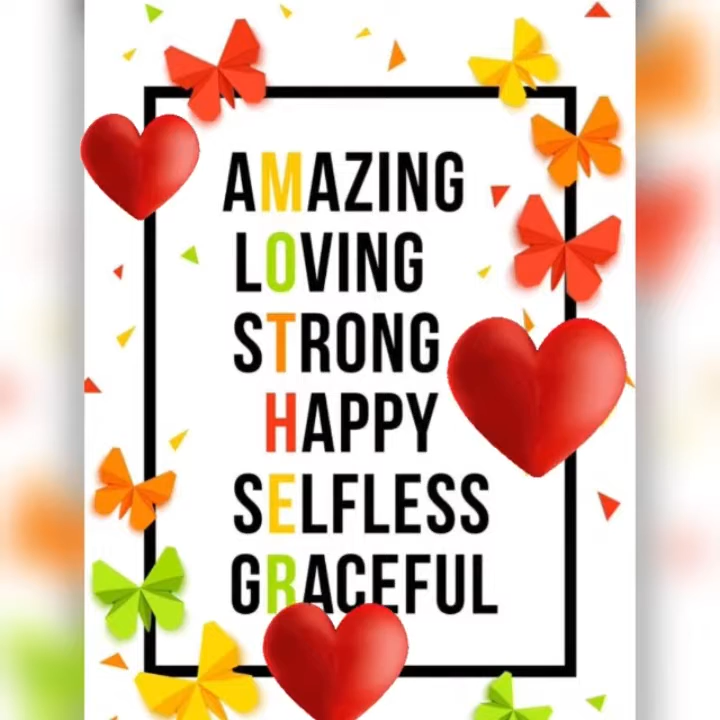 AMAZING
LOVING
STRONG
HAPPY
SELFLESS
GRACEFUL